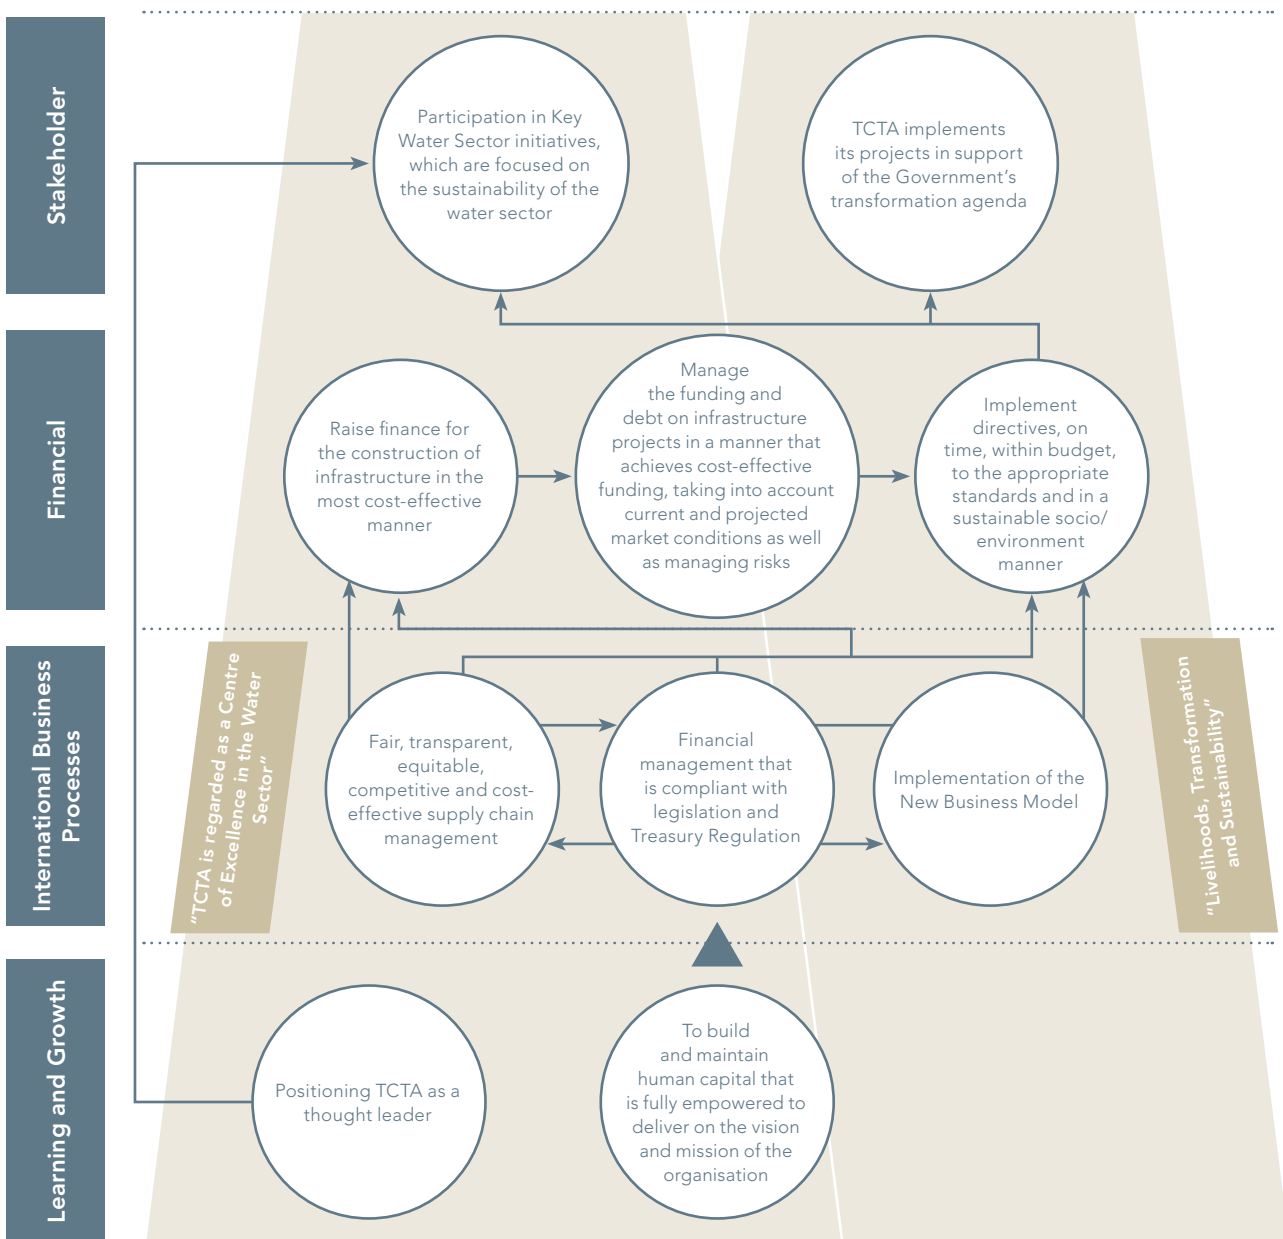 Stakeholder
Participation in Key
Water Sector initiatives,
which are focused on
the sustainability of the
water sector
TCTA implements
its projects in support
of the Government’s
transformation agenda
Financial
Raise finance for
the construction of
infrastructure in the
most cost-effective
manner
Manage
the funding and
debt on infrastructure
projects in a manner that
achieves cost-effective
funding, taking into account
current and projected
market conditions as well
as managing risks
Implement
directives, on
time, within budget,
to the appropriate
standards and in a
sustainable socio/
environment
manner
International Business
Processes
"TCTA is regarded as a Centre
of Excellence in the Water
Sector"
Fair, transparent,
equitable,
competitive and cost-
effective supply chain
management
Financial
management that
is compliant with
legislation and
Treasury Regulation
Implementation of the
New Business Model
"Livelihoods, Transformation
and Sustainability"
Learning and Growth
Positioning TCTA as a
thought leader
To build
and maintain
human capital that
is fully empowered to
deliver on the vision
and mission of the
organisation